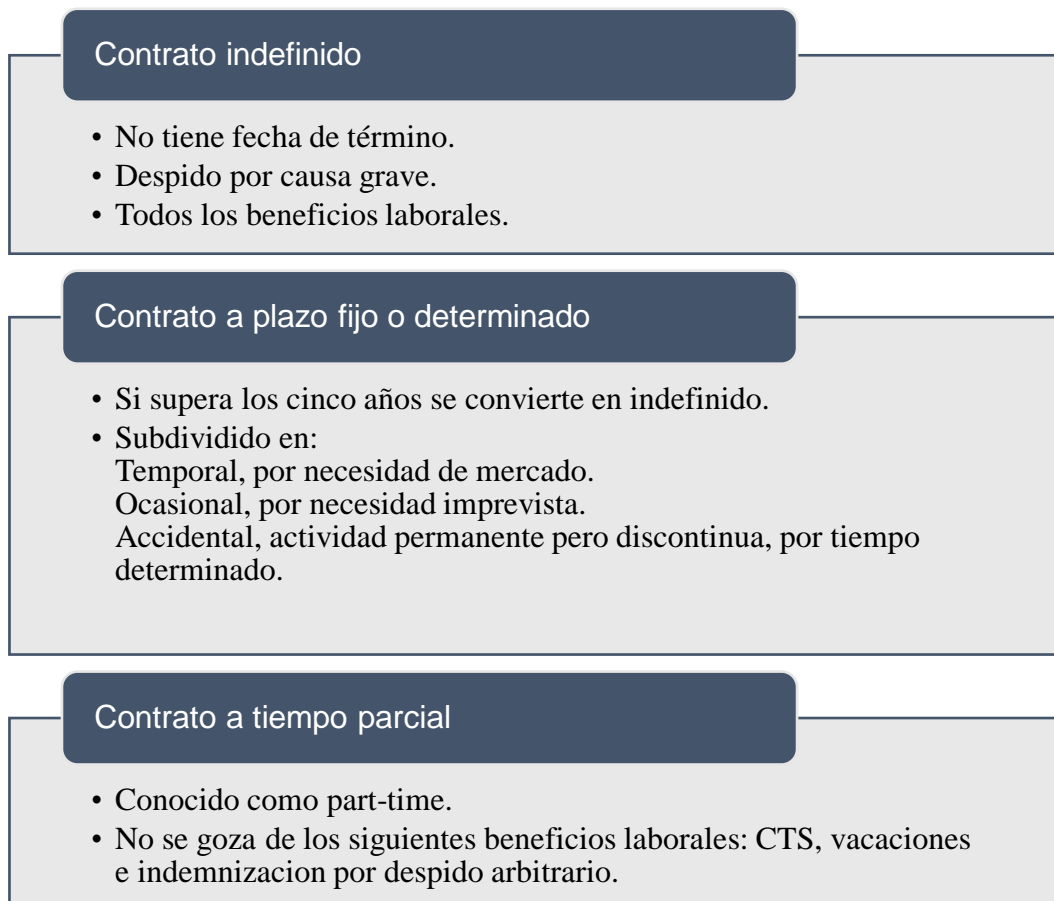 Contrato indefinido
• No tiene fecha de término.
• Despido por causa grave.
• Todos los beneficios laborales.
Contrato a plazo fijo o determinado
• Si supera los cinco años se convierte en indefinido.
• Subdividido en:
Temporal, por necesidad de mercado.
Ocasional, por necesidad imprevista.
Accidental, actividad permanente pero discontinua, por tiempo
determinado.
Contrato a tiempo parcial
• Conocido como part-time.
• No se goza de los siguientes beneficios laborales: CTS, vacaciones
e indemnizacion por despido arbitrario.